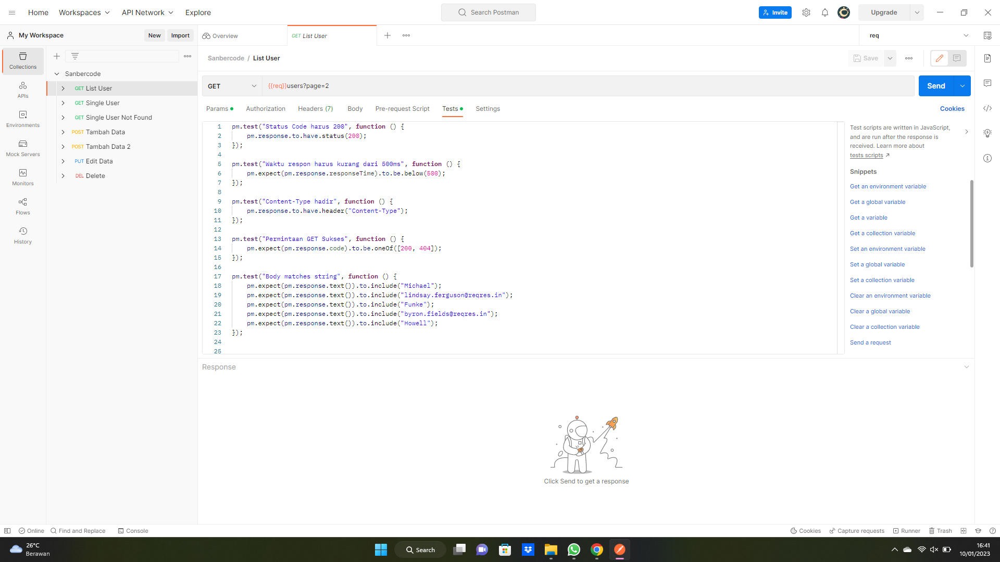 Home Workspaces API Network Explore Search Postman Invite Upgrade
My Workspace New Import Overview GET List User req
Collections
APIs
Environments
Mock Servers
Monitors
Flows
History
Sanbercode
GET List User
GET Single User
GET Single User Not Found
POST Tambah Data
POST Tambah Data 2
PUT Edit Data
DEL Delete
Sanbercode / List User Save
GET {{req}}users?page=2 Send
Params Authorization Headers (7) Body Pre-request Script Tests Settings Cookies
1 pm.test("Status Code harus 200", function () {
2 pm.response.to.have.status(200);
3 });
4
5 pm.test("Waktu respon harus kurang dari 500ms", function () {
6 pm.expect(pm.response.responseTime).to.be.below(500);
7 });
8
9 pm.test("Content-Type hadir", function () {
10 pm.response.to.have.header("Content-Type");
11 });
12
13 pm.test("Permintaan GET Sukses", function () {
14 pm.expect(pm.response.code).to.be.oneOf([200, 404]);
15 });
16
17 pm.test("Body matches string", function () {
18 pm.expect(pm.response.text()).to.include("Michael");
19 pm.expect(pm.response.text()).to.include("lindsay.ferguson@reqres.in");
20 pm.expect(pm.response.text()).to.include("Funke");
21 pm.expect(pm.response.text()).to.include("byron.fields@reqres.in");
22 pm.expect(pm.response.text()).to.include("Howell");
23 });
24
25
Test scripts are written in JavaScript,
and are run after the response is
received. Learn more about
tests scripts
Snippets
Get an environment variable
Get a global variable
Get a variable
Get a collection variable
Set an environment variable
Set a global variable
Set a collection variable
Clear an environment variable
Clear a global variable
Clear a collection variable
Send a request
Response
Click Send to get a response
Online Find and Replace Console Cookies Capture requests Runner Trash
26°C
Berawan
Search
16:41
10/01/2023